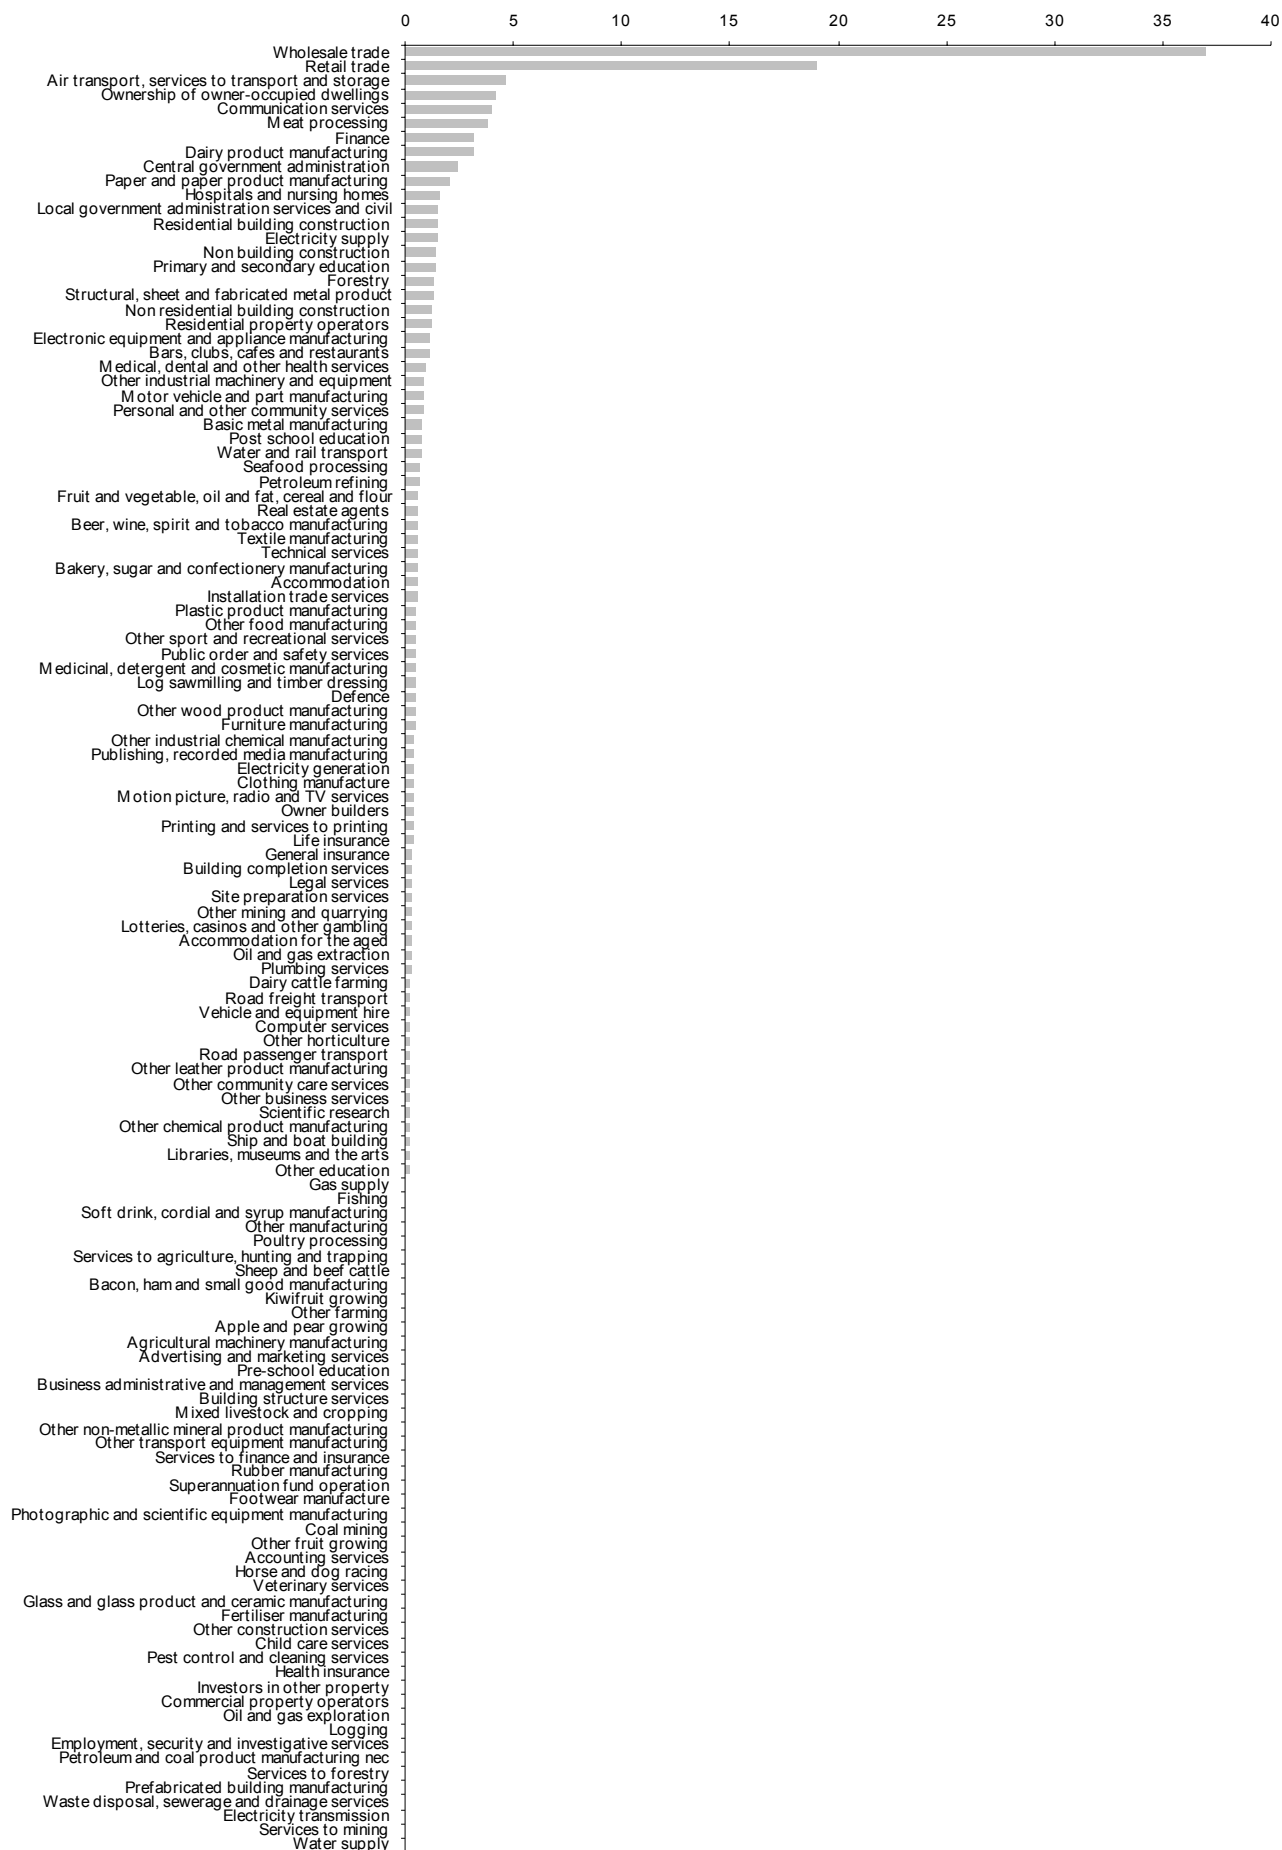 0 5 10 15 20 25 30 35 40
Wholesale trade
Retail trade
Air transport, services to transport and storage
Ownership of owner-occupied dwellings
Communication services
Meat processing
Finance
Dairy product manufacturing
Central government administration
Paper and paper product manufacturing
Hospitals and nursing homes
Local government administration services and civil
Residential building construction
Electricity supply
Non building construction
Primary and secondary education
Forestry
Structural, sheet and fabricated metal product
Non residential building construction
Residential property operators
Electronic equipment and appliance manufacturing
Bars, clubs, cafes and restaurants
Medical, dental and other health services
Other industrial machinery and equipment
Motor vehicle and part manufacturing
Personal and other community services
Basic metal manufacturing
Post school education
Water and rail transport
Seafood processing
Petroleum refining
Fruit and vegetable, oil and fat, cereal and flour
Real estate agents
Beer, wine, spirit and tobacco manufacturing
Textile manufacturing
Technical services
Bakery, sugar and confectionery manufacturing
Accommodation
Installation trade services
Plastic product manufacturing
Other food manufacturing
Other sport and recreational services
Public order and safety services
Medicinal, detergent and cosmetic manufacturing
Log sawmilling and timber dressing
Defence
Other wood product manufacturing
Furniture manufacturing
Other industrial chemical manufacturing
Publishing, recorded media manufacturing
Electricity generation
Clothing manufacture
Motion picture, radio and TV services
Owner builders
Printing and services to printing
Life insurance
General insurance
Building completion services
Legal services
Site preparation services
Other mining and quarrying
Lotteries, casinos and other gambling
Accommodation for the aged
Oil and gas extraction
Plumbing services
Dairy cattle farming
Road freight transport
Vehicle and equipment hire
Computer services
Other horticulture
Road passenger transport
Other leather product manufacturing
Other community care services
Other business services
Scientific research
Other chemical product manufacturing
Ship and boat building
Libraries, museums and the arts
Other education
Gas supply
Fishing
Soft drink, cordial and syrup manufacturing
Other manufacturing
Poultry processing
Services to agriculture, hunting and trapping
Sheep and beef cattle
Bacon, ham and small good manufacturing
Kiwifruit growing
Other farming
Apple and pear growing
Agricultural machinery manufacturing
Advertising and marketing services
Pre-school education
Business administrative and management services
Building structure services
Mixed livestock and cropping
Other non-metallic mineral product manufacturing
Other transport equipment manufacturing
Services to finance and insurance
Rubber manufacturing
Superannuation fund operation
Footwear manufacture
Photographic and scientific equipment manufacturing
Coal mining
Other fruit growing
Accounting services
Horse and dog racing
Veterinary services
Glass and glass product and ceramic manufacturing
Fertiliser manufacturing
Other construction services
Child care services
Pest control and cleaning services
Health insurance
Investors in other property
Commercial property operators
Oil and gas exploration
Logging
Employment, security and investigative services
Petroleum and coal product manufacturing nec
Services to forestry
Prefabricated building manufacturing
Waste disposal, sewerage and drainage services
Electricity transmission
Services to mining
Water supply